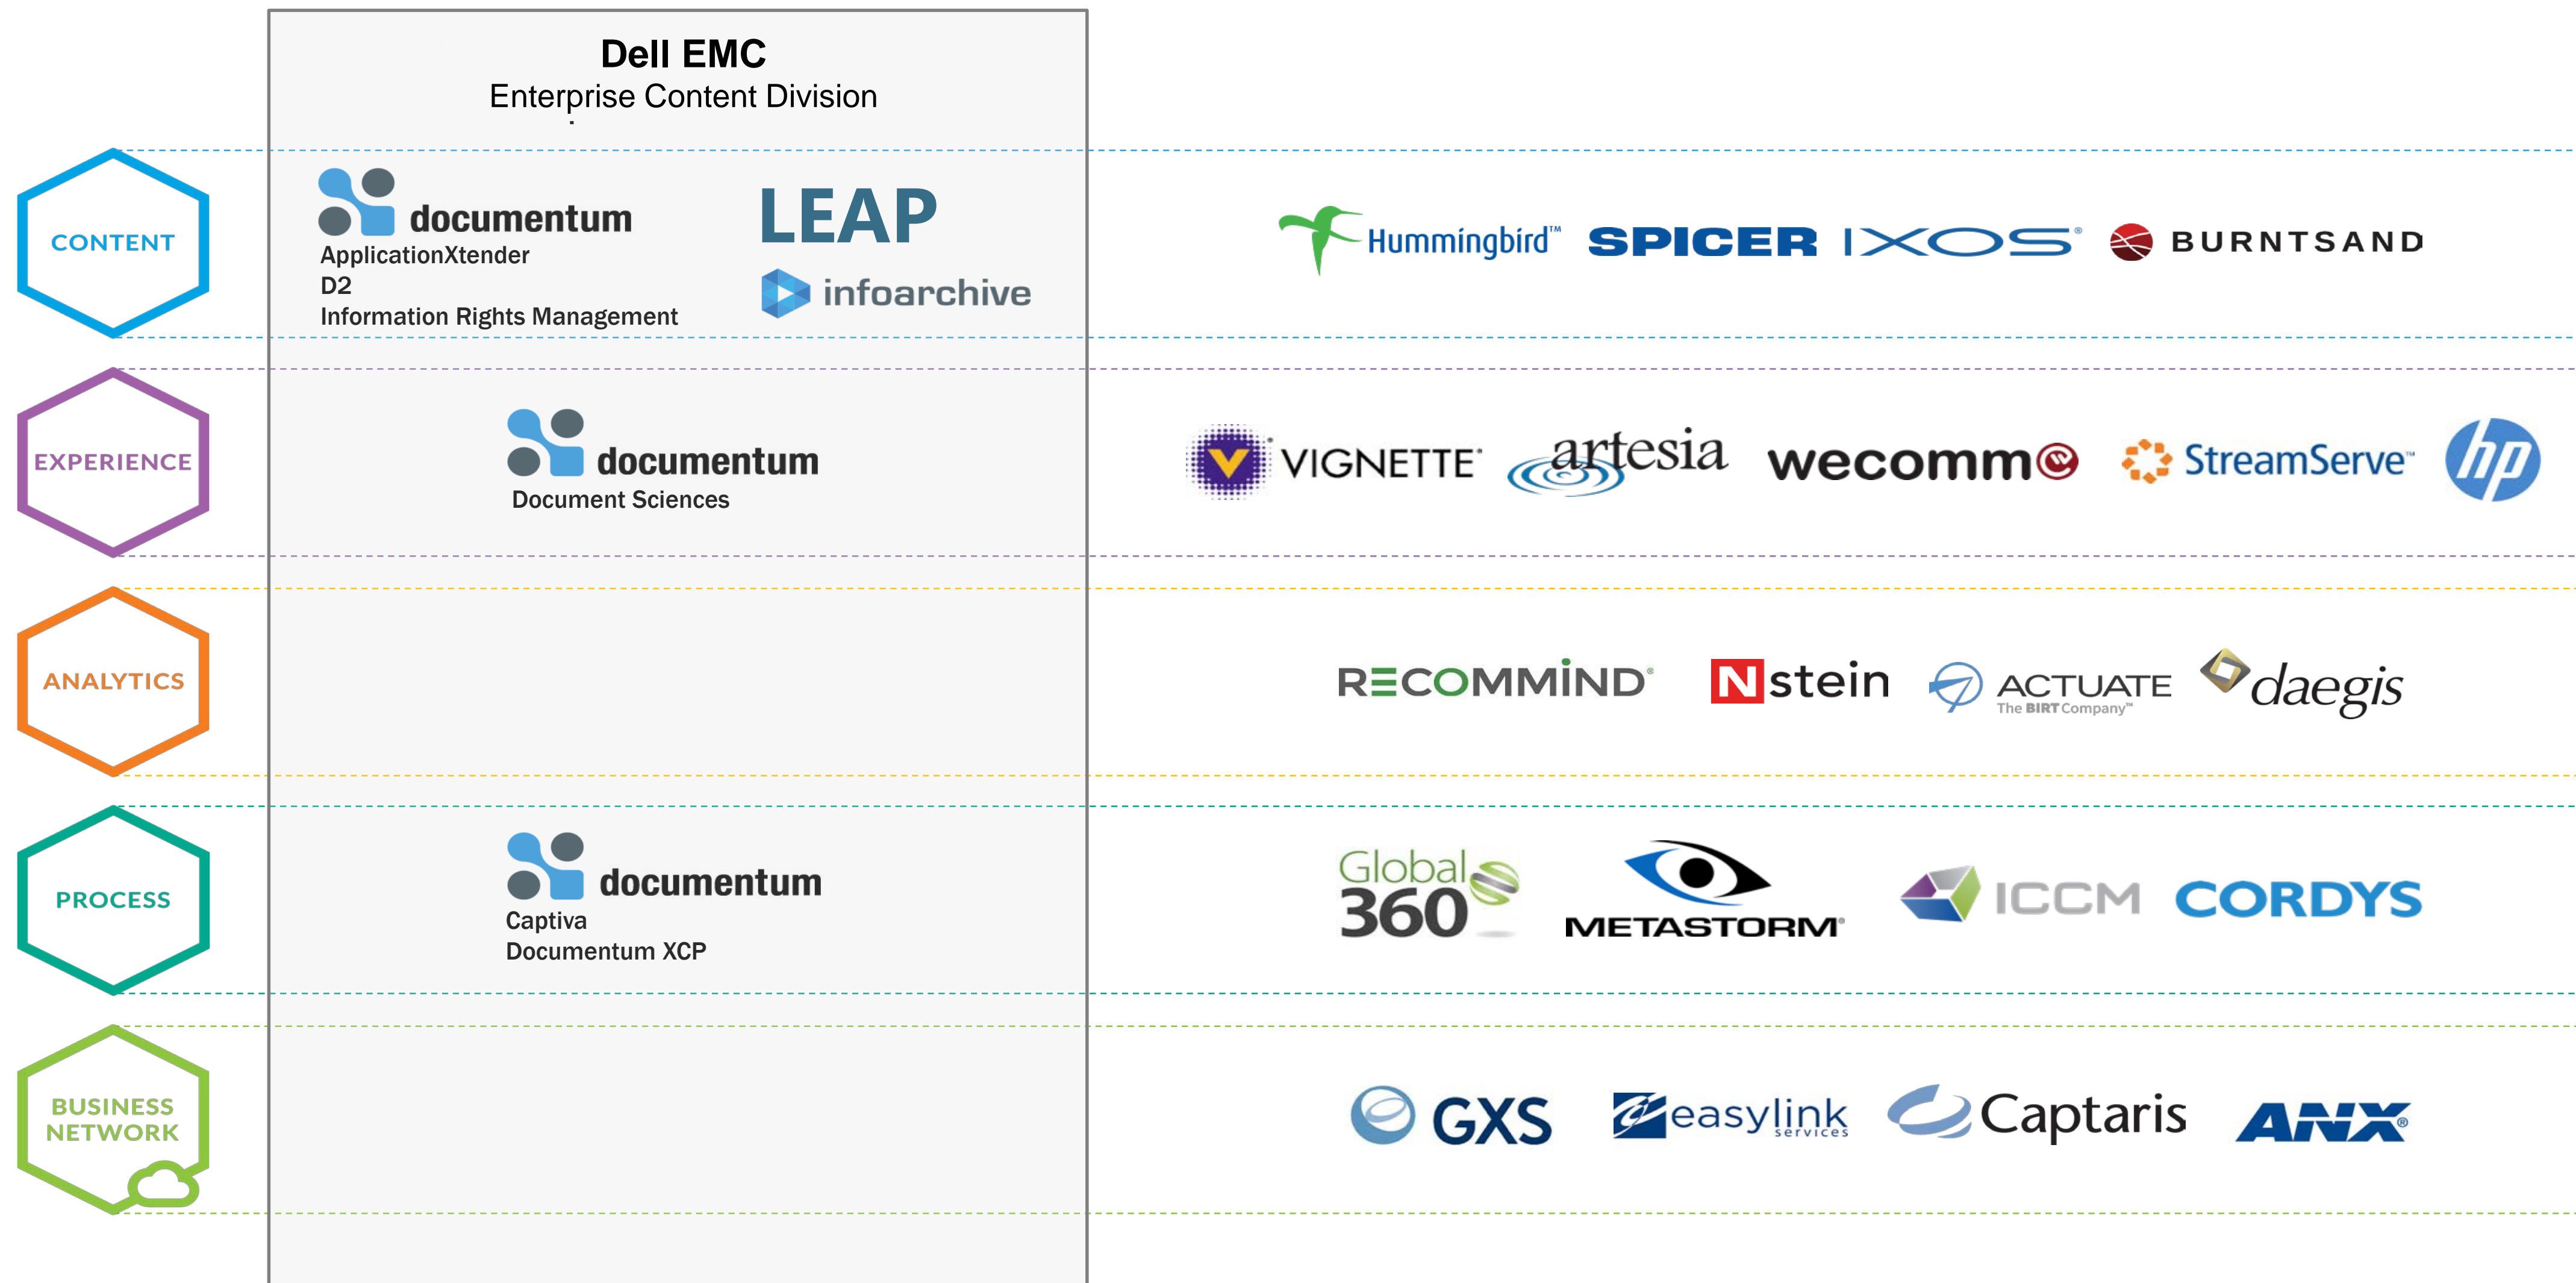 Dell EMC
Enterprise Content Division
CONTENT
documentum
ApplicationXtender
D2
Information Rights Management
LEAP
infoarchive
Hummingbird™
SPICER
IXOS®
BURNTSAND
EXPERIENCE
documentum
Document Sciences
VIGNETTE®
artesia
wecomm@
StreamServe™
hp
ANALYTICS
RECOMMIND®
Nstein
ACTUATE
The BIRT Company™
daegis
PROCESS
documentum
Captiva
Documentum XCP
Global
360
METASTORM®
ICCM
CORDYS
BUSINESS
NETWORK
GXS
easylink
services
Captaris
ANX®